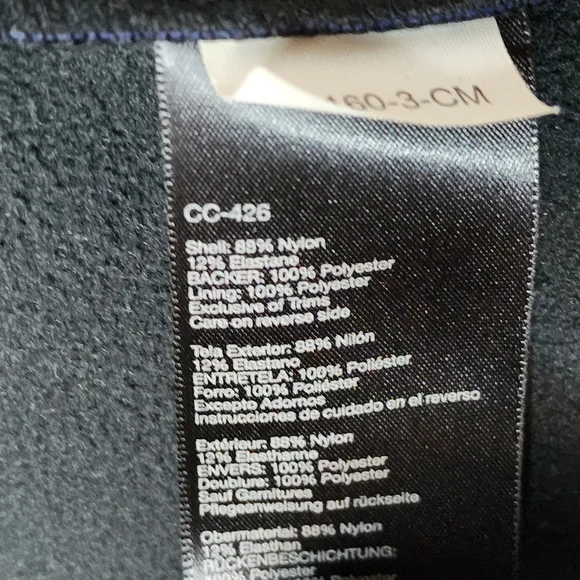 160-3-CM
CC-426
Shell: 88% Nylon
12% Elastane
BACKER: 100% Polyester
Lining: 100% Polyester
Exclusive of Trims
Care on reverse side
Tela Exterior: 88% Nilón
12% Elastano
ENTRETELA: 100% Poliéster
Forro: 100% Poliéster
Excepto Adornos
Instrucciones de cuidado en el reverso
Extérieur: 88% Nylon
12% Elasthanne
ENVERS: 100% Polyester
Doublure: 100% Polyester
Sauf Garnitures
Pflegeanweisung auf rückseite
Obermaterial: 88% Nylon
12% Elasthan
RÜCKENBESCHICHTUNG:
100% Polyester